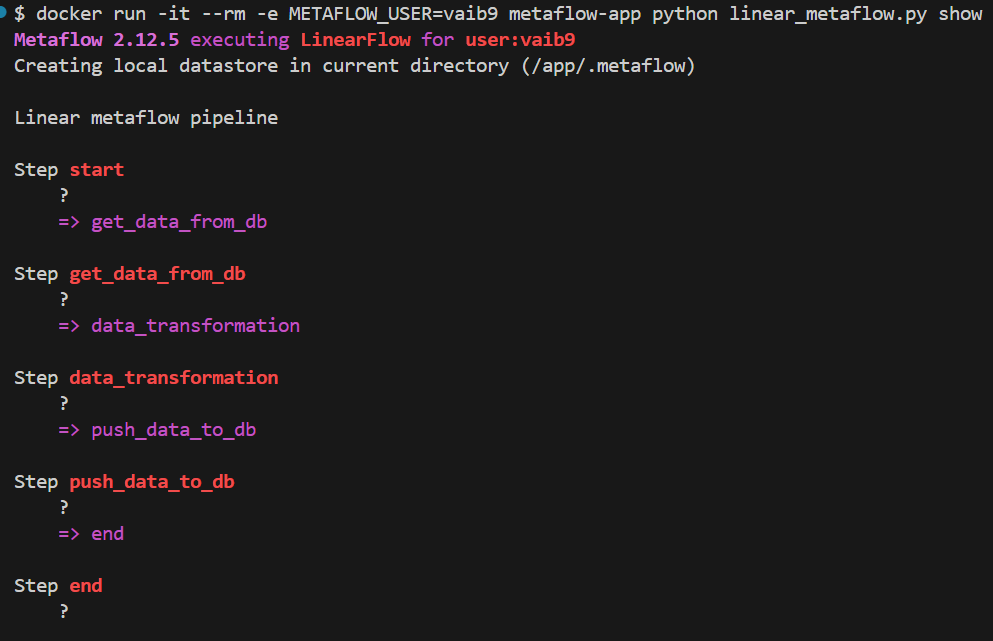 $ docker run -it --rm -e METAFLOW_USER=vaib9 metaflow-app python linear_metaflow.py show
Metaflow 2.12.5 executing LinearFlow for user:vaib9
Creating local datastore in current directory (/app/.metaflow)
Linear metaflow pipeline
Step start
?
=> get_data_from_db
Step get_data_from_db
?
=> data_transformation
Step data_transformation
?
=> push_data_to_db
Step push_data_to_db
?
=> end
Step end
?